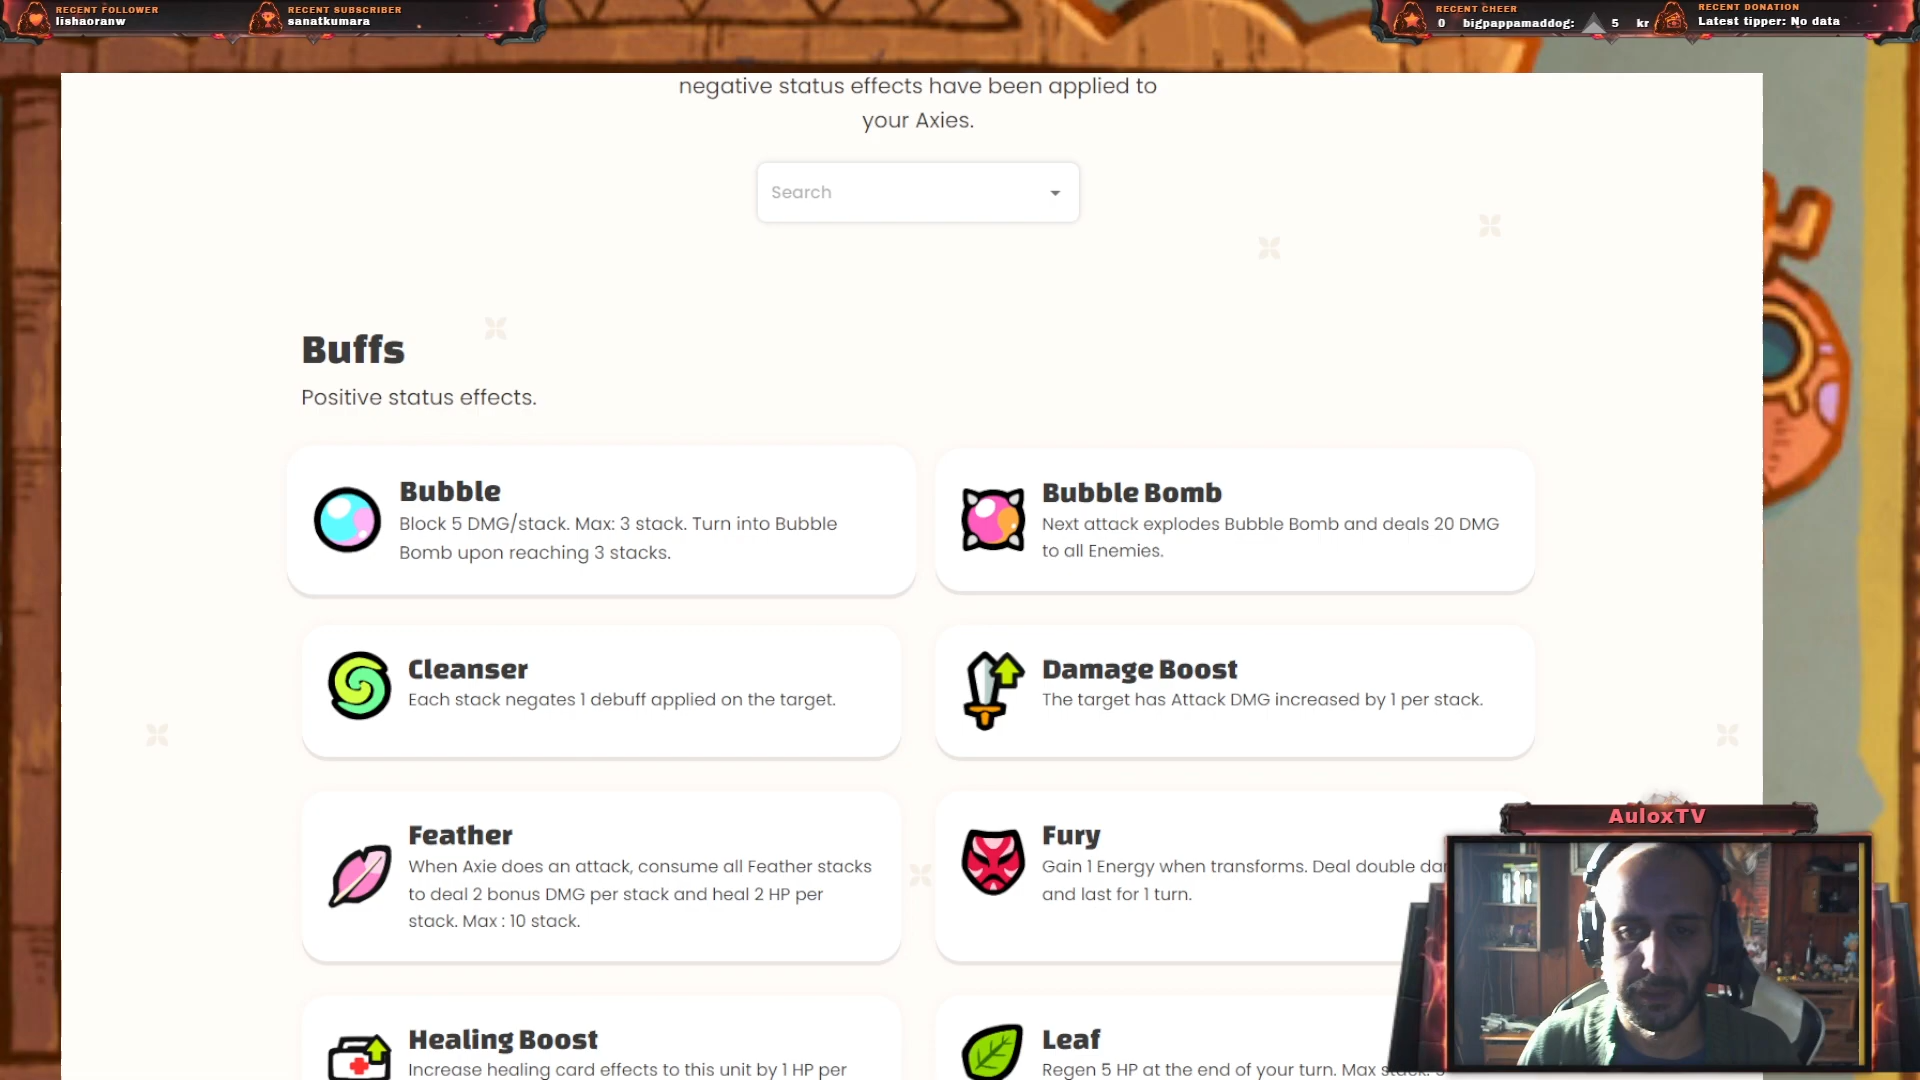 RECENT FOLLOWER
lishaoranw
RECENT SUBSCRIBER
sanatkumara
RECENT CHEER
0 bigpappamaddog: 5 kr
RECENT DONATION
Latest tipper: No data
negative status effects have been applied to
your Axies.
Search
Buffs
Positive status effects.
Bubble
Block 5 DMG/stack. Max: 3 stack. Turn into Bubble
Bomb upon reaching 3 stacks.
Bubble Bomb
Next attack explodes Bubble Bomb and deals 20 DMG
to all Enemies.
Cleanser
Each stack negates 1 debuff applied on the target.
Damage Boost
The target has Attack DMG increased by 1 per stack.
Feather
When Axie does an attack, consume all Feather stacks
to deal 2 bonus DMG per stack and heal 2 HP per
stack. Max : 10 stack.
Fury
Gain 1 Energy when transforms. Deal double
and last for 1 turn.
Healing Boost
Increase healing card effects to this unit by 1 HP per
Leaf
Regen 5 HP at the end of your turn. Max
AuloxTV